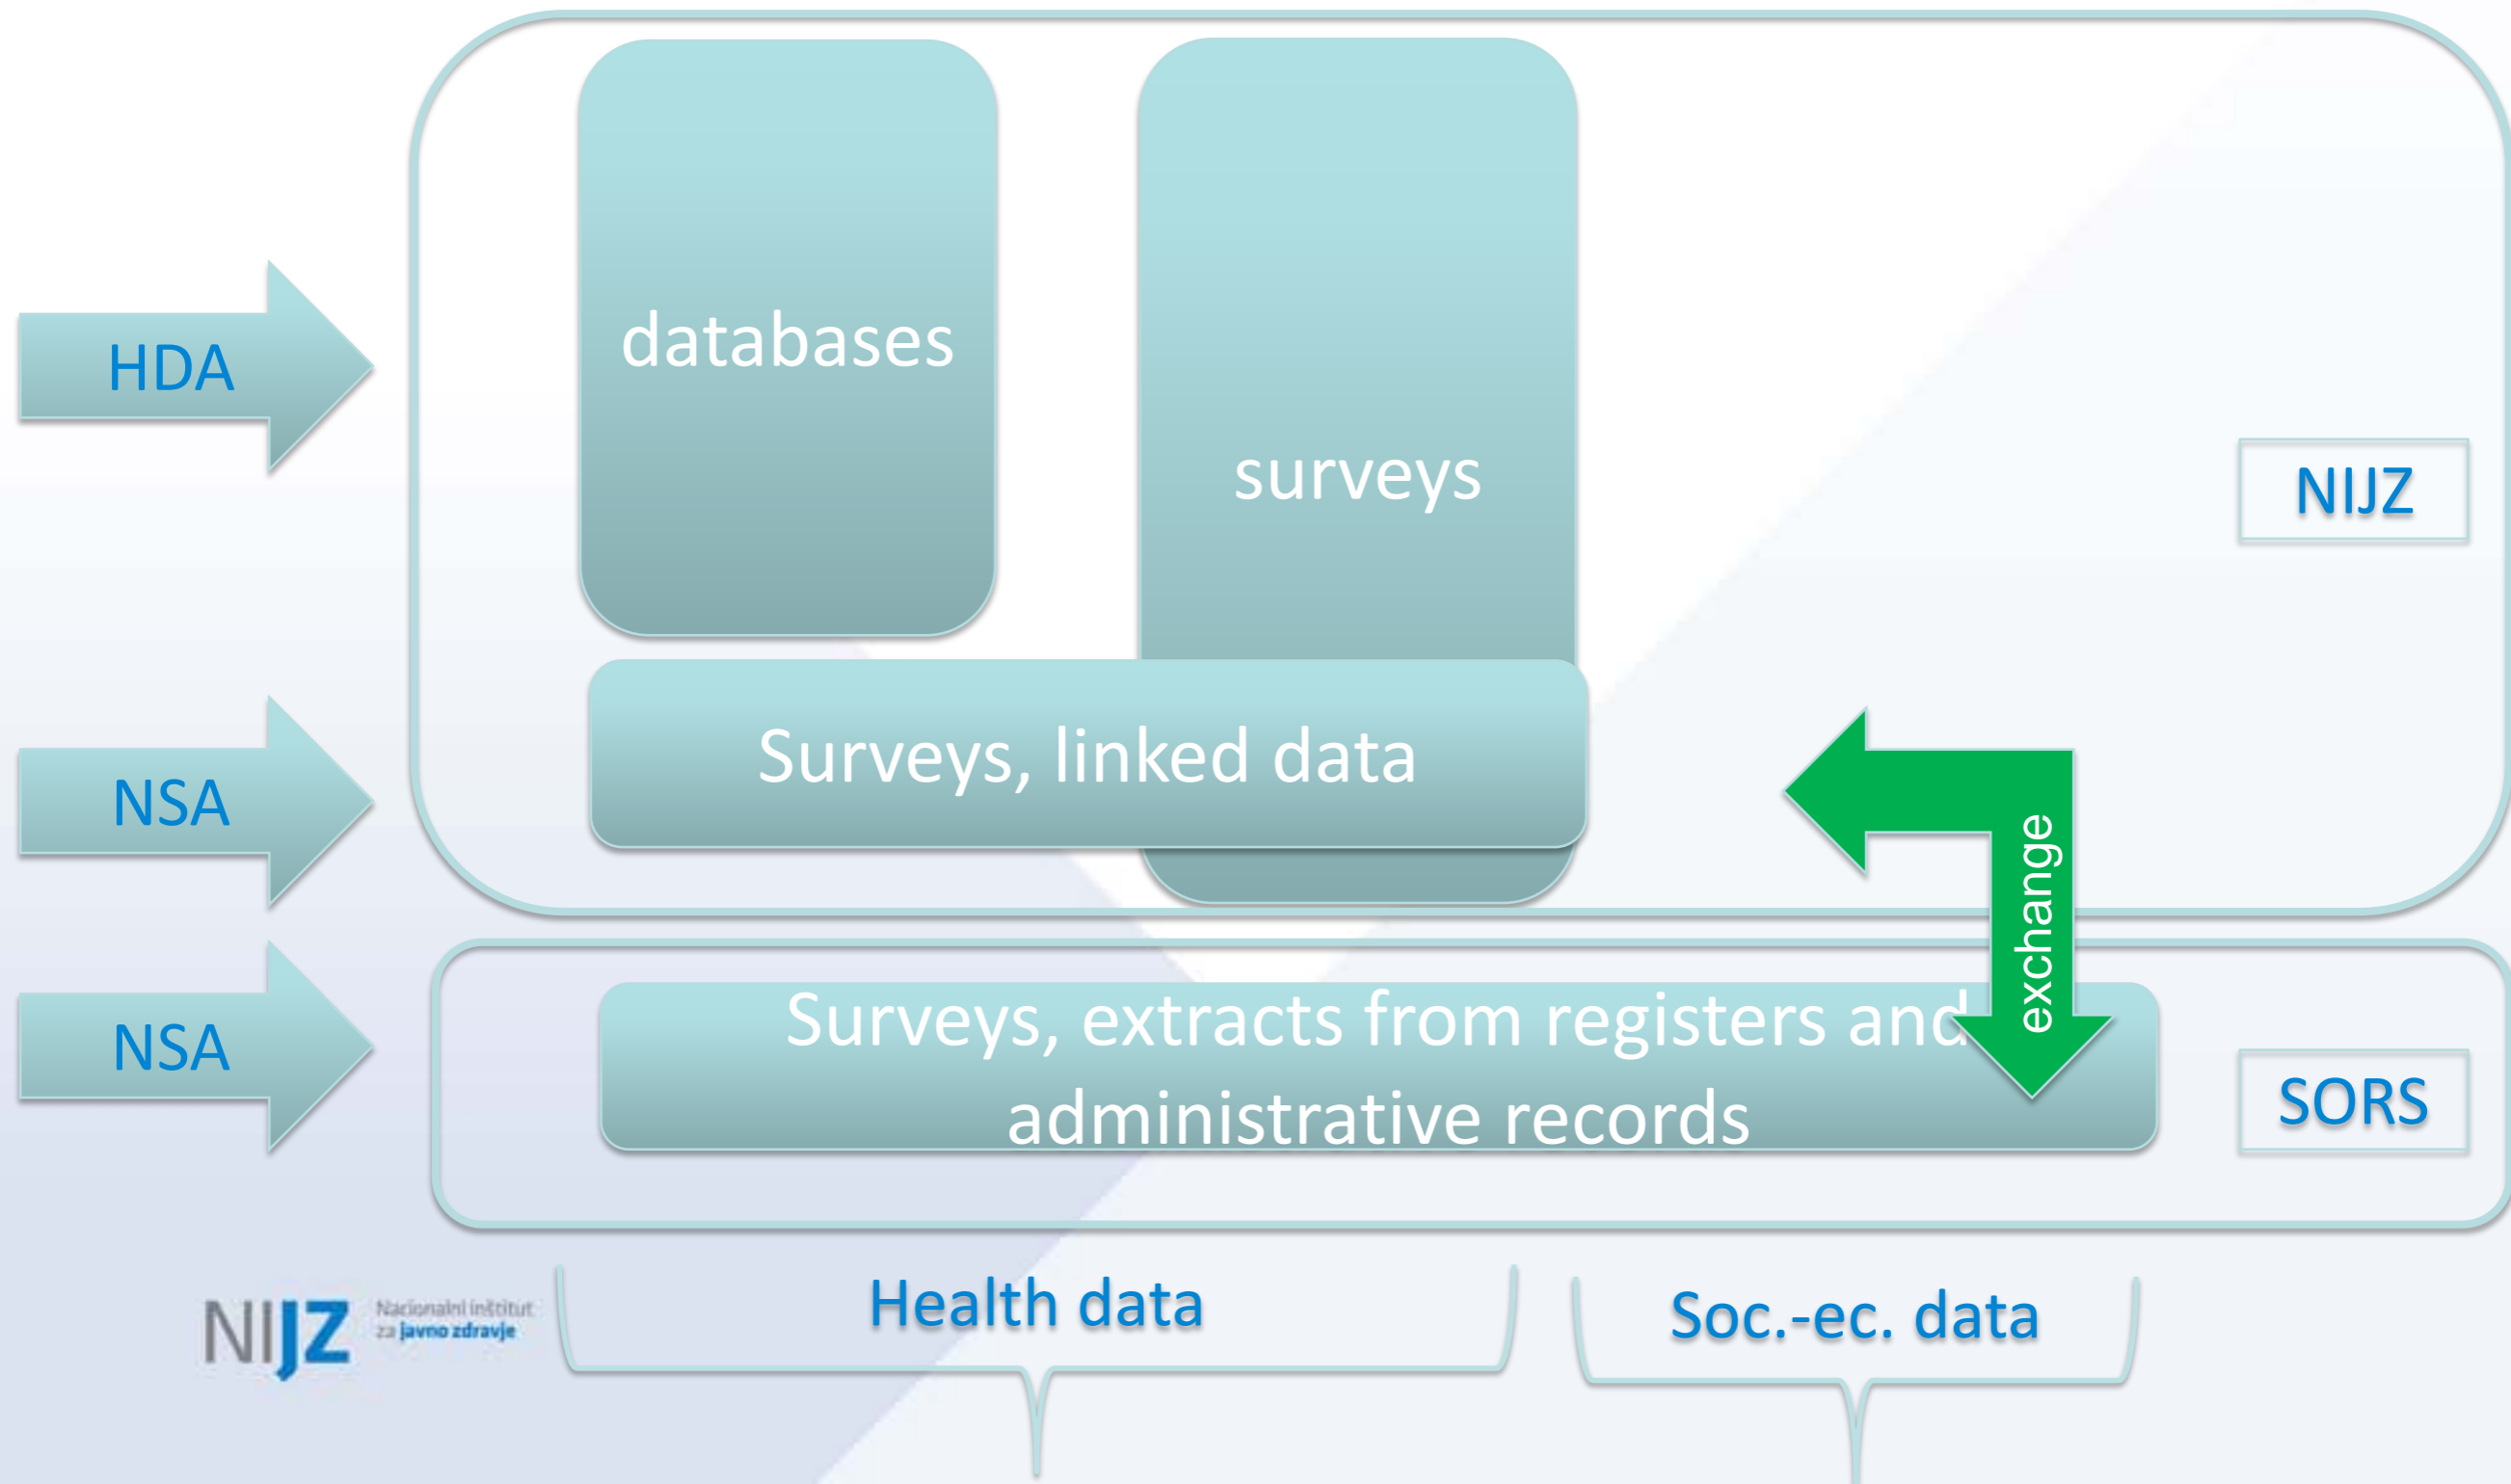 databases
HDA
surveys
NIJZ
Surveys, linked data
NSA
exchange
NSA
Surveys, extracts from registers and
administrative records
SORS
Health data
Soc.-ec. data
NIJZ
Nacionalni inštitut
za javno zdravje